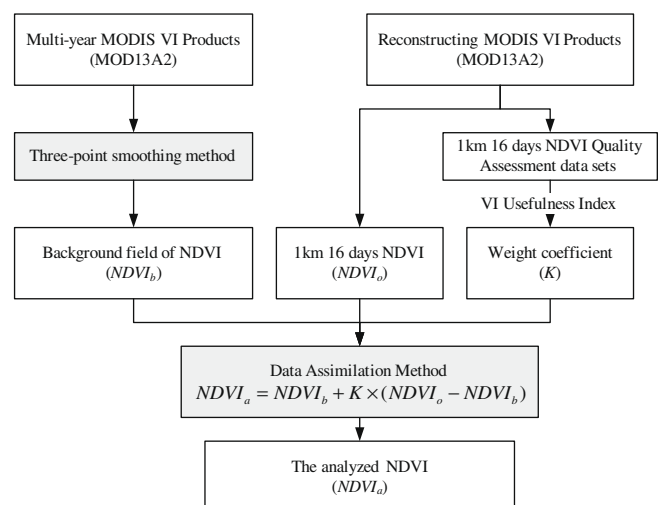 Multi-year MODIS VI Products
(MOD13A2)
Reconstructing MODIS VI Products
(MOD13A2)
Three-point smoothing method
1km 16 days NDVI Quality
Assessment data sets
VI Usefulness Index
Background field of NDVI
(NDVI_b)
1km 16 days NDVI
(NDVI_o)
Weight coefficient
(K)
Data Assimilation Method
NDVI_a = NDVI_b + K × (NDVI_o − NDVI_b)
The analyzed NDVI
(NDVI_a)